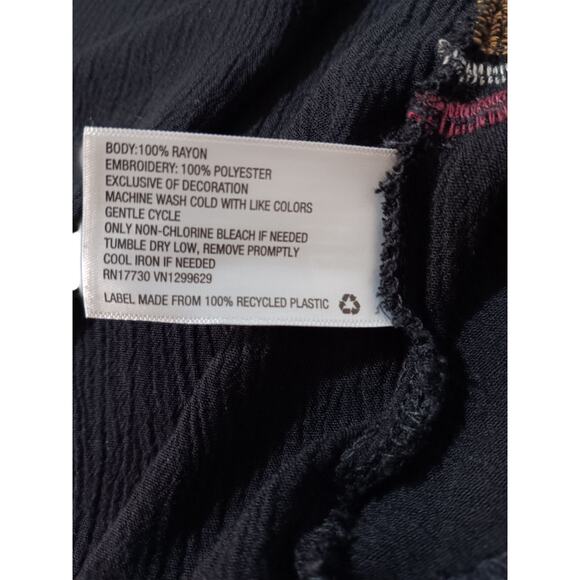 BODY:100% RAYON
EMBROIDERY: 100% POLYESTER
EXCLUSIVE OF DECORATION
MACHINE WASH COLD WITH LIKE COLORS
GENTLE CYCLE
ONLY NON-CHLORINE BLEACH IF NEEDED
TUMBLE DRY LOW, REMOVE PROMPTLY
COOL IRON IF NEEDED
RN17730 VN1299629
LABEL MADE FROM 100% RECYCLED PLASTIC